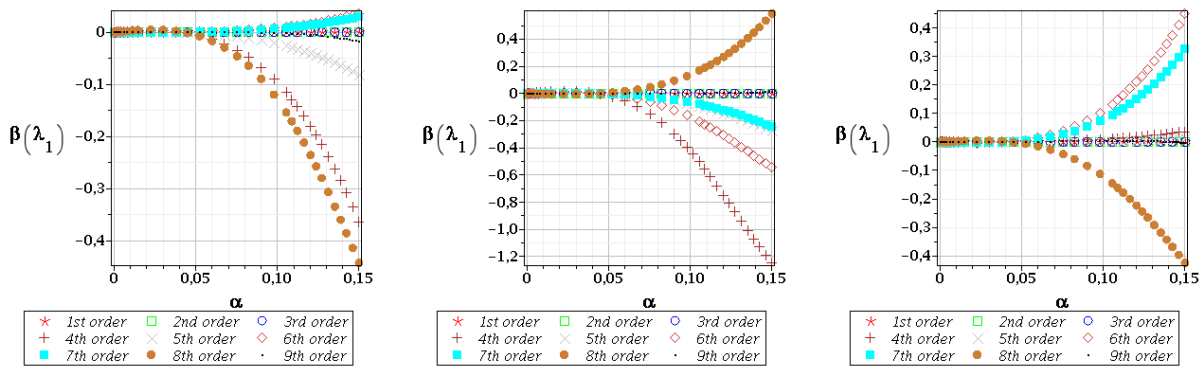 0
-0,1
-0,2
-0,3
-0,4
β(λ1)
0 0,05 0,10 0,15
α
1st order 2nd order 3rd order
4th order 5th order 6th order
7th order 8th order 9th order
0,4
0,2
0
-0,2
-0,4
-0,6
-0,8
-1,0
-1,2
β(λ1)
0 0,05 0,10 0,15
α
1st order 2nd order 3rd order
4th order 5th order 6th order
7th order 8th order 9th order
0,4
0,3
0,2
0,1
0
-0,1
-0,2
-0,3
-0,4
β(λ1)
0 0,05 0,10 0,15
α
1st order 2nd order 3rd order
4th order 5th order 6th order
7th order 8th order 9th order